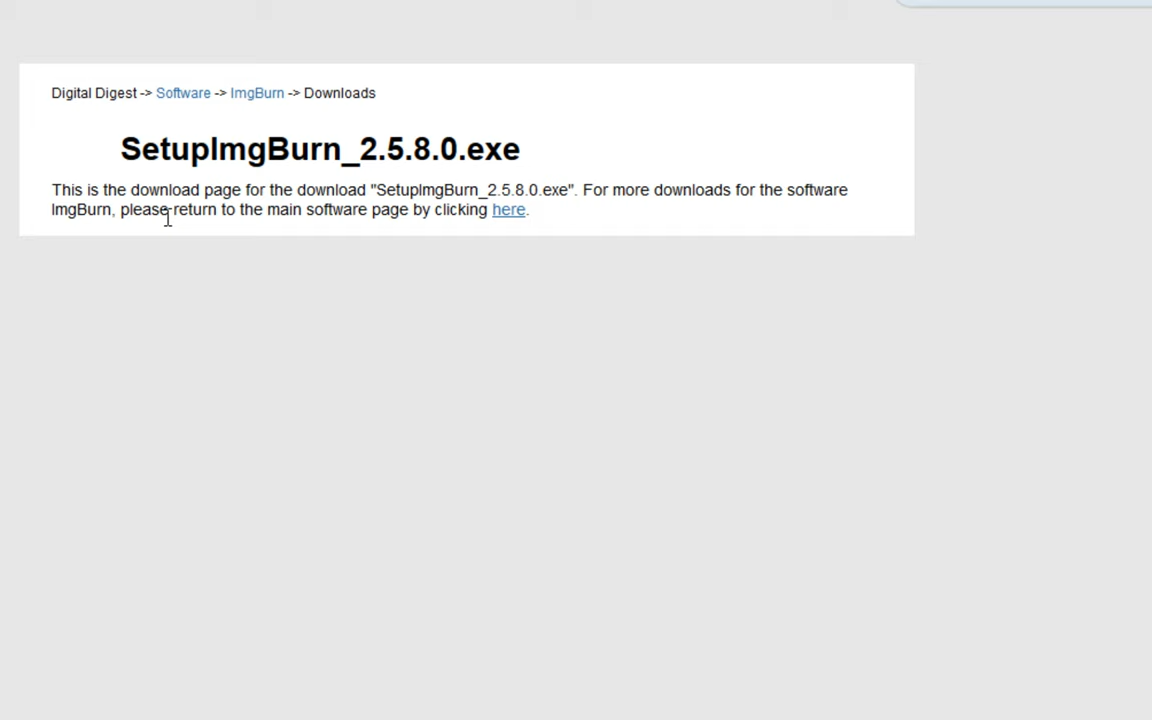 Digital Digest -> Software -> ImgBurn -> Downloads
SetupImgBurn_2.5.8.0.exe
This is the download page for the download "SetupImgBurn_2.5.8.0.exe". For more downloads for the software
ImgBurn, please return to the main software page by clicking here.